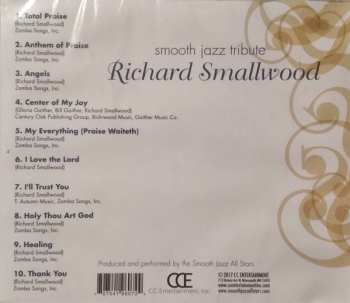 1. Total Praise
(Richard Smallwood)
Zomba Songs, Inc.
2. Anthem of Praise
(Richard Smallwood)
Zomba Songs, Inc.
3. Angels
(Richard Smallwood)
Zomba Songs, Inc.
4. Center of My Joy
(Gloria Gaither, Bill Gaither, Richard Smallwood)
Century Oak Publishing Group, Richwood Music, Gaither Music Co.
5. My Everything (Praise Waiteth)
(Richard Smallwood)
Zomba Songs, Inc.
6. I Love the Lord
(Richard Smallwood)
Zomba Songs, Inc.
7. I'll Trust You
(Richard Smallwood)
T. Autumn Music, Zomba Songs, Inc.
8. Holy Thou Art God
(Richard Smallwood)
Zomba Songs, Inc.
9. Healing
(Richard Smallwood)
Zomba Songs, Inc.
10. Thank You
(Richard Smallwood)
Zomba Songs, Inc.
smooth jazz tribute
Richard Smallwood
Produced and performed by the Smooth Jazz All Stars
CCE
C.C. Entertainment, Inc.
© 2017 C.C. ENTERTAINMENT